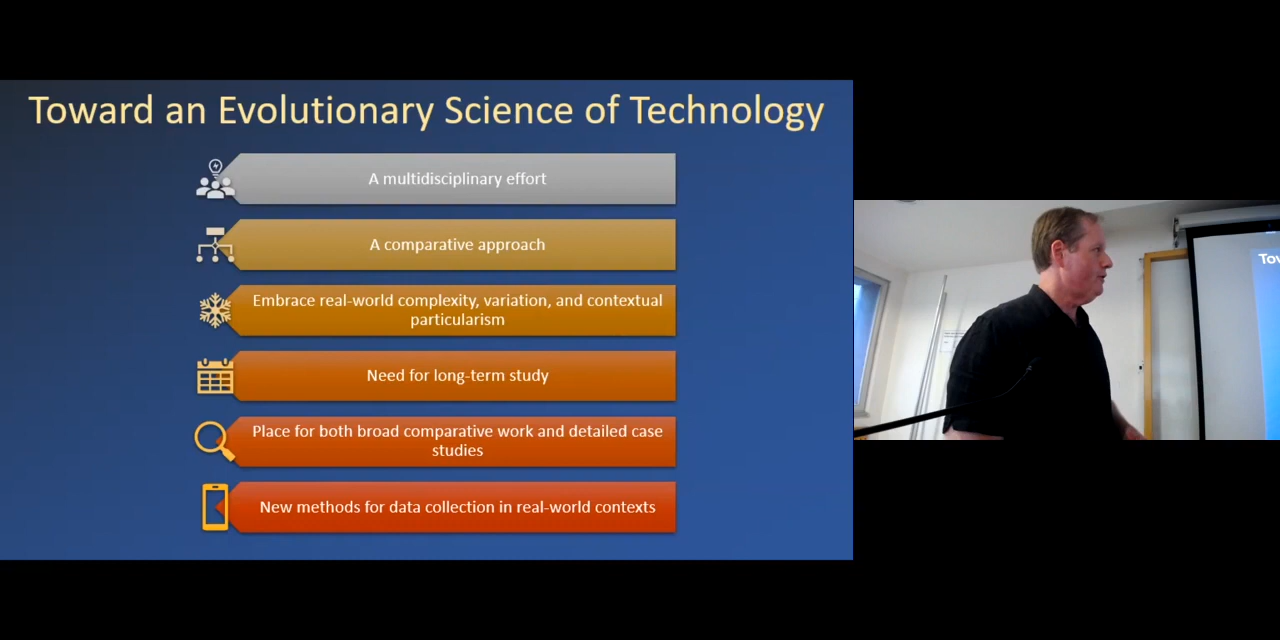 Toward an Evolutionary Science of Technology
A multidisciplinary effort
A comparative approach
Embrace real-world complexity, variation, and contextual
particularism
Need for long-term study
Place for both broad comparative work and detailed case
studies
New methods for data collection in real-world contexts
Tov